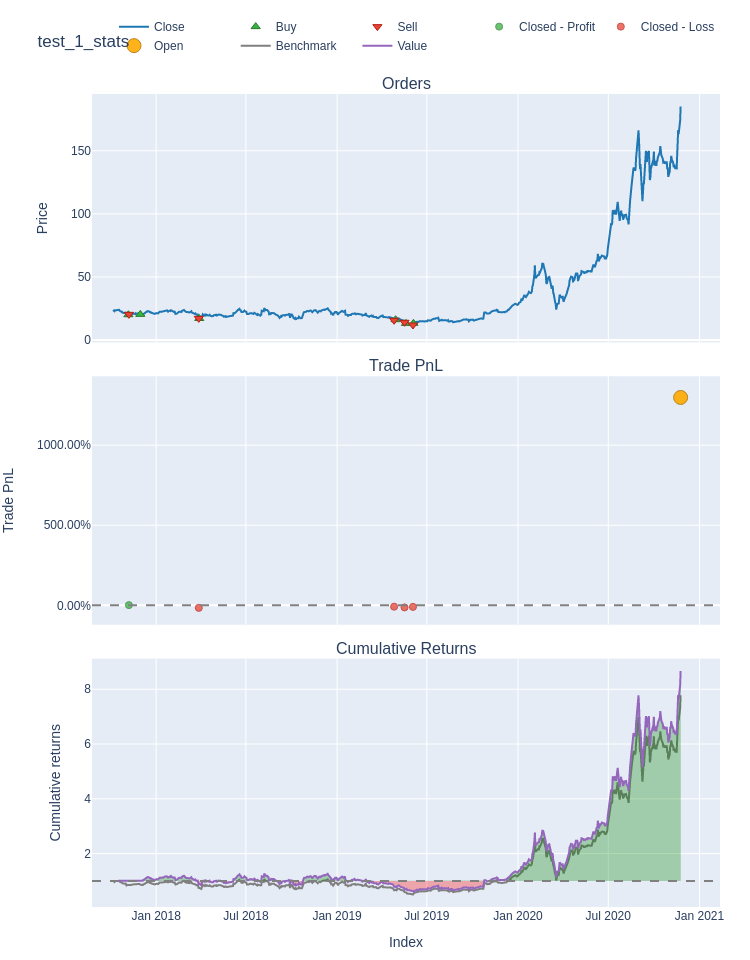 Close Buy Sell Closed - Profit Closed - Loss
test_1_stats Open Benchmark Value
Orders
150
100
50
0
Price
Trade PnL
1000.00%
500.00%
0.00%
Trade PnL
Cumulative Returns
8
6
4
2
Cumulative returns
Jan 2018 Jul 2018 Jan 2019 Jul 2019 Jan 2020 Jul 2020 Jan 2021
Index